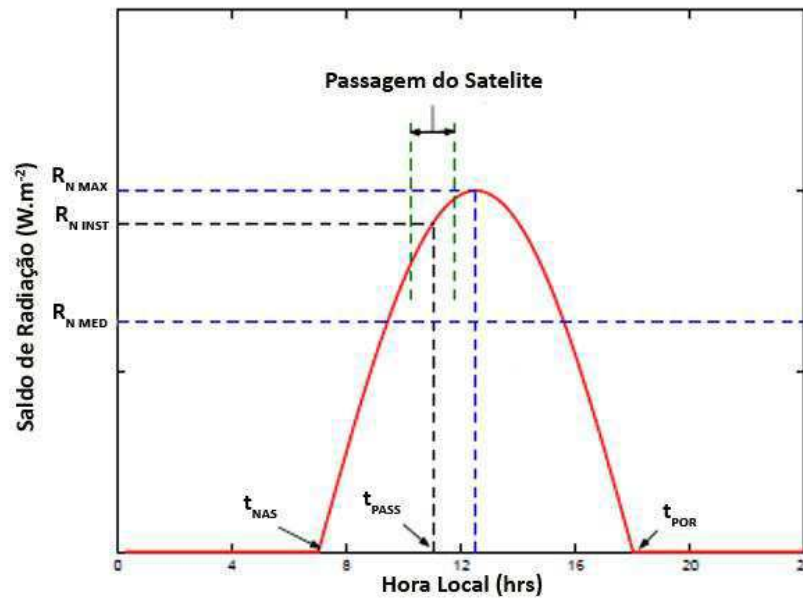 Passagem do Satelite
Saldo de Radiação (W.m-2)
R N MAX
R N INST
R N MED
t NAS
t PASS
t POR
0 4 8 12 16 20 24
Hora Local (hrs)